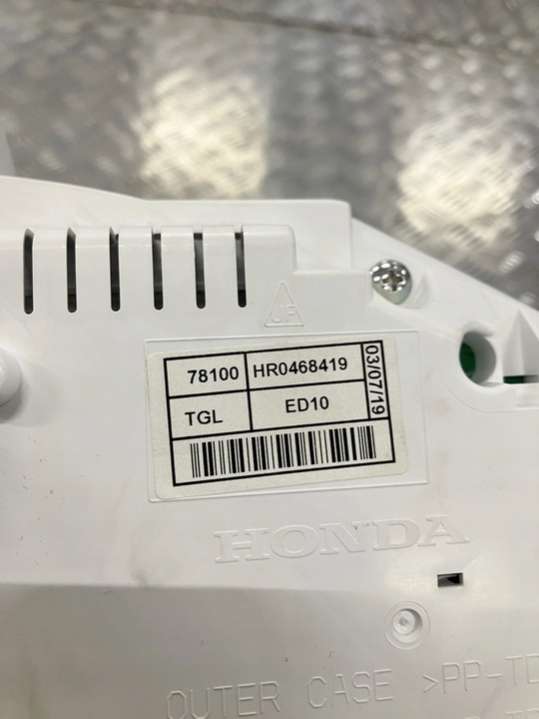 78100 HR0468419
03/07/19
TGL ED10
HONDA
OUTER CASE >PP-TD